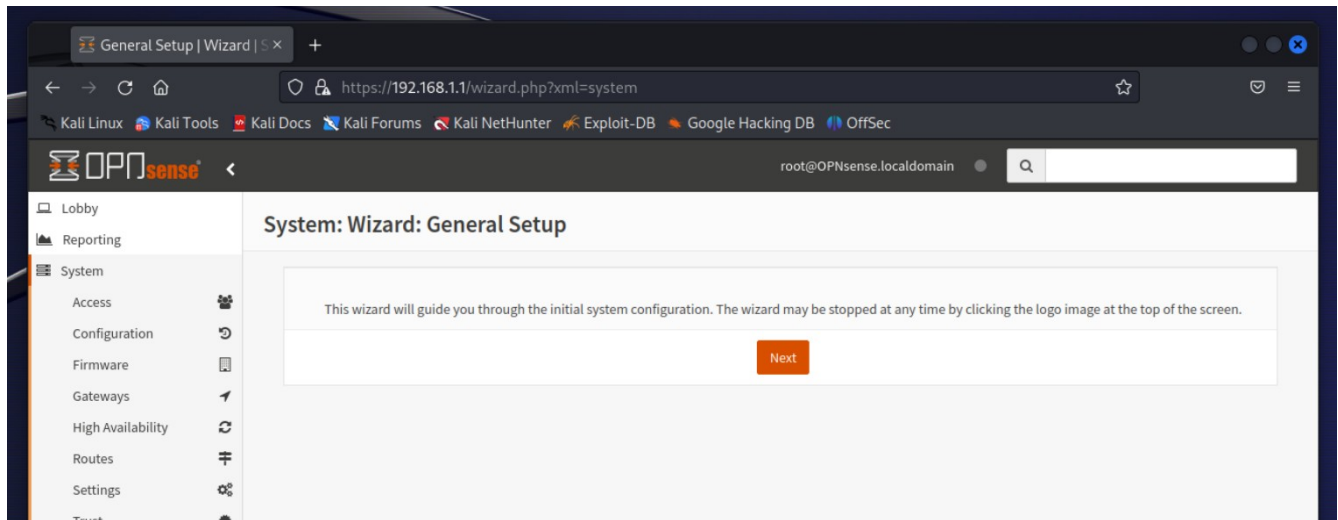 General Setup | Wizard | S
https://192.168.1.1/wizard.php?xml=system
Kali Linux Kali Tools Kali Docs Kali Forums Kali NetHunter Exploit-DB Google Hacking DB OffSec
OPNsense root@OPNsense.localdomain
Lobby
Reporting
System
Access
Configuration
Firmware
Gateways
High Availability
Routes
Settings
System: Wizard: General Setup
This wizard will guide you through the initial system configuration. The wizard may be stopped at any time by clicking the logo image at the top of the screen.
Next